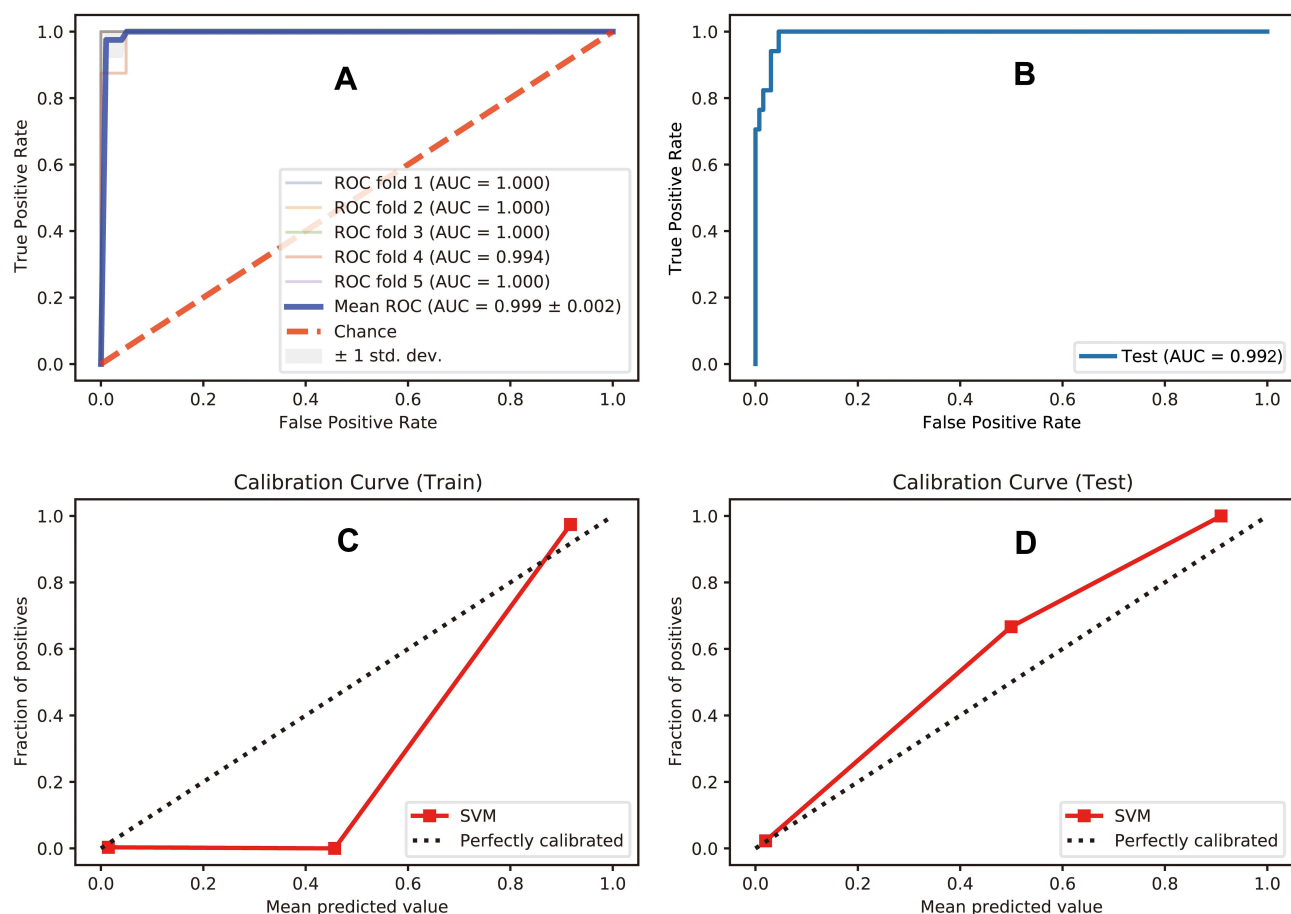 A
1.0
0.8
0.6
0.4
0.2
0.0
True Positive Rate
ROC fold 1 (AUC = 1.000)
ROC fold 2 (AUC = 1.000)
ROC fold 3 (AUC = 1.000)
ROC fold 4 (AUC = 0.994)
ROC fold 5 (AUC = 1.000)
Mean ROC (AUC = 0.999 ± 0.002)
Chance
± 1 std. dev.
0.0 0.2 0.4 0.6 0.8 1.0
False Positive Rate
B
1.0
0.8
0.6
0.4
0.2
0.0
True Positive Rate
Test (AUC = 0.992)
0.0 0.2 0.4 0.6 0.8 1.0
False Positive Rate
Calibration Curve (Train)
C
1.0
0.8
0.6
0.4
0.2
0.0
Fraction of positives
SVM
Perfectly calibrated
0.0 0.2 0.4 0.6 0.8 1.0
Mean predicted value
Calibration Curve (Test)
D
1.0
0.8
0.6
0.4
0.2
0.0
Fraction of positives
SVM
Perfectly calibrated
0.0 0.2 0.4 0.6 0.8 1.0
Mean predicted value